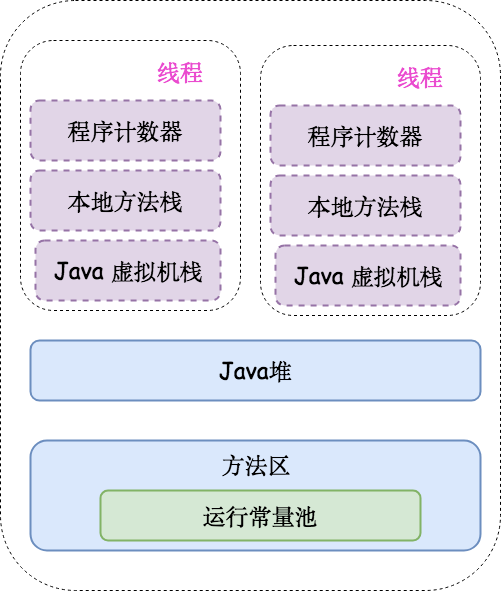 线程
程序计数器
本地方法栈
Java 虚拟机栈
线程
程序计数器
本地方法栈
Java 虚拟机栈
Java堆
方法区
运行常量池